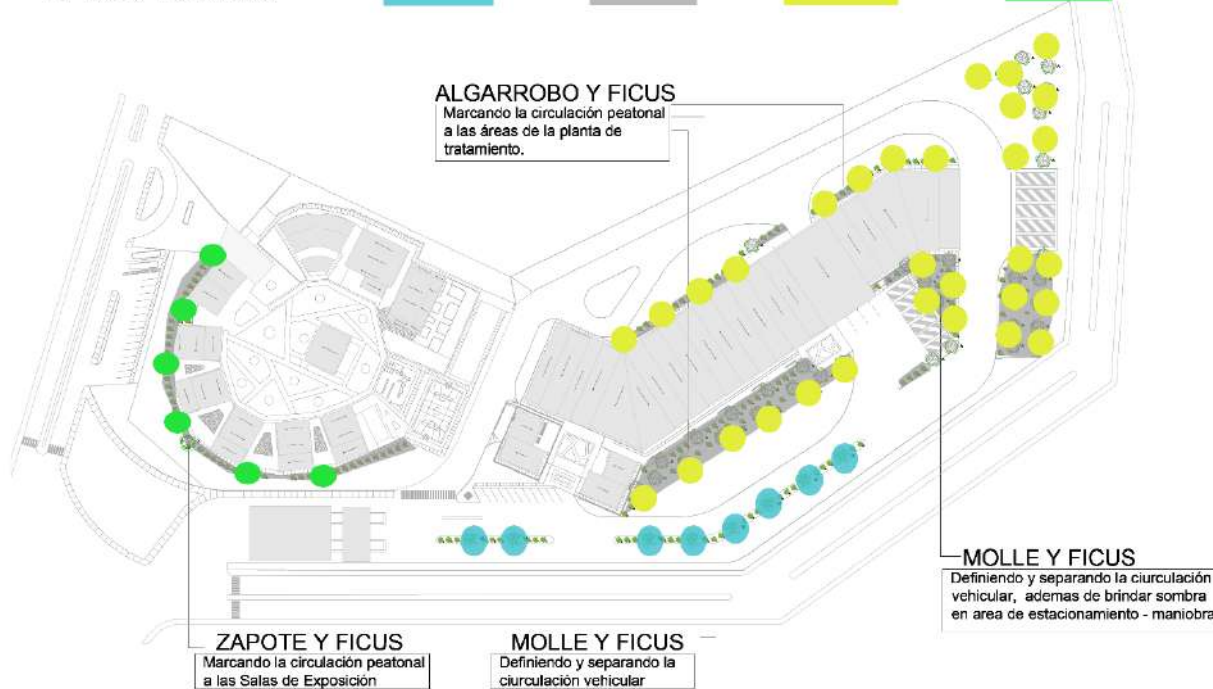 ALGARROBO Y FICUS
Marcando la circulación peatonal
a las áreas de la planta de
tratamiento.
MOLLE Y FICUS
Definiendo y separando la ciurculación
vehicular, ademas de brindar sombra
en area de estacionamiento - maniobra
ZAPOTE Y FICUS
Marcando la circulación peatonal
a las Salas de Exposición
MOLLE Y FICUS
Definiendo y separando la
ciurculación vehicular